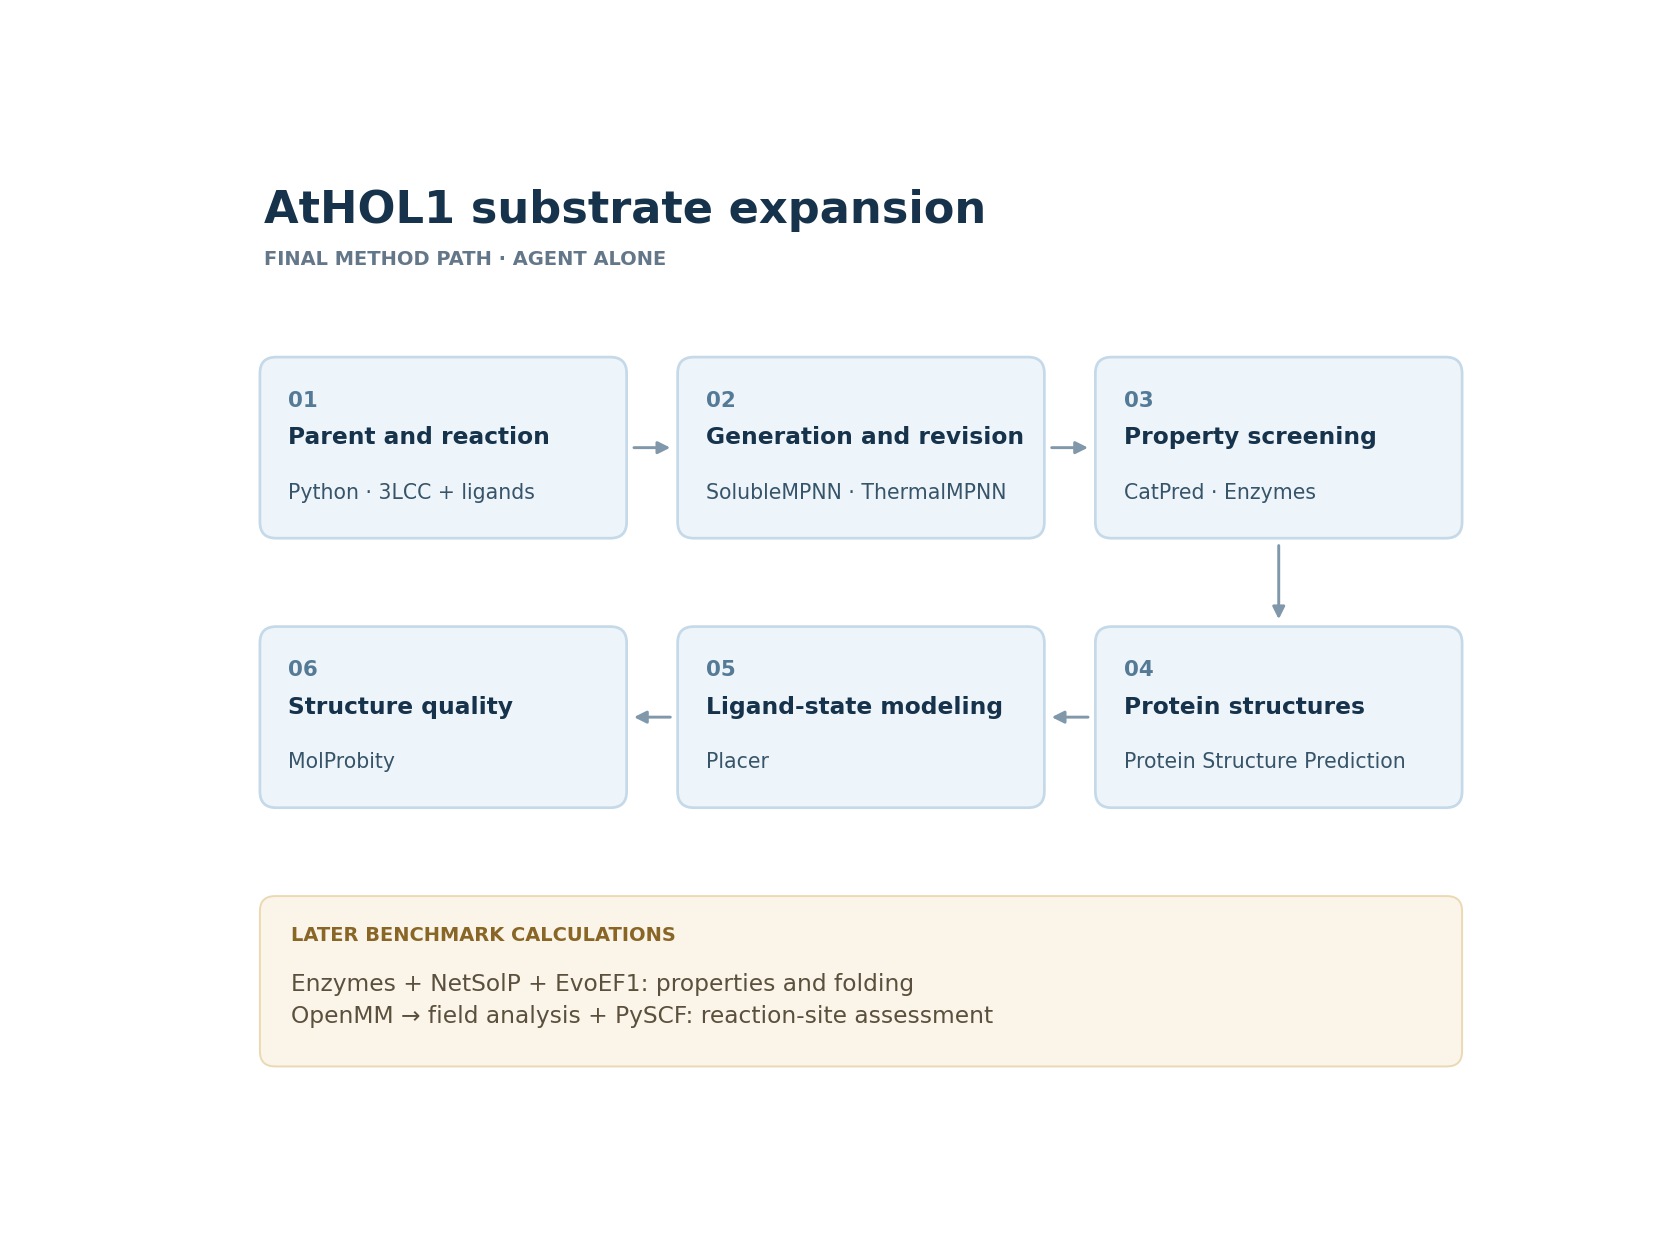 AtHOL1 substrate expansion
FINAL METHOD PATH · AGENT ALONE
01
Parent and reaction
Python · 3LCC + ligands
02
Generation and revision
SolubleMPNN · ThermalMPNN
03
Property screening
CatPred · Enzymes
04
Protein structures
Protein Structure Prediction
05
Ligand-state modeling
Placer
06
Structure quality
MolProbity
LATER BENCHMARK CALCULATIONS
Enzymes + NetSolP + EvoEF1: properties and folding
OpenMM → field analysis + PySCF: reaction-site assessment